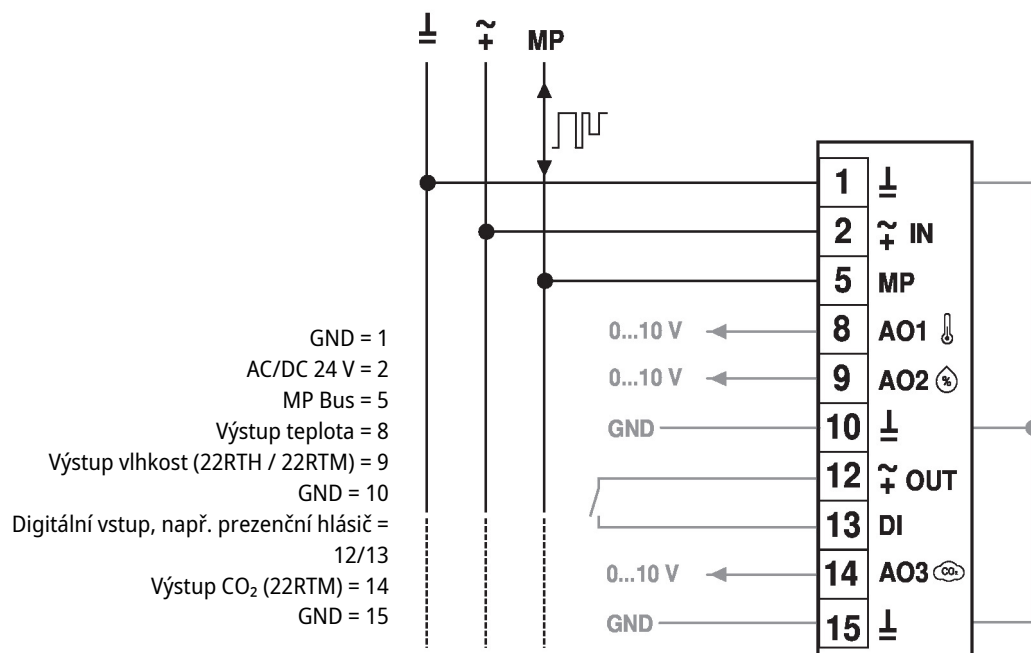 MP
1
2 IN
5 MP
0...10 V 8 AO1
0...10 V 9 AO2 %
GND 10
12 OUT
13 DI
0...10 V 14 AO3 CO₂
GND 15
GND = 1
AC/DC 24 V = 2
MP Bus = 5
Výstup teplota = 8
Výstup vlhkost (22RTH / 22RTM) = 9
GND = 10
Digitální vstup, např. prezenční hlásič =
12/13
Výstup CO₂ (22RTM) = 14
GND = 15